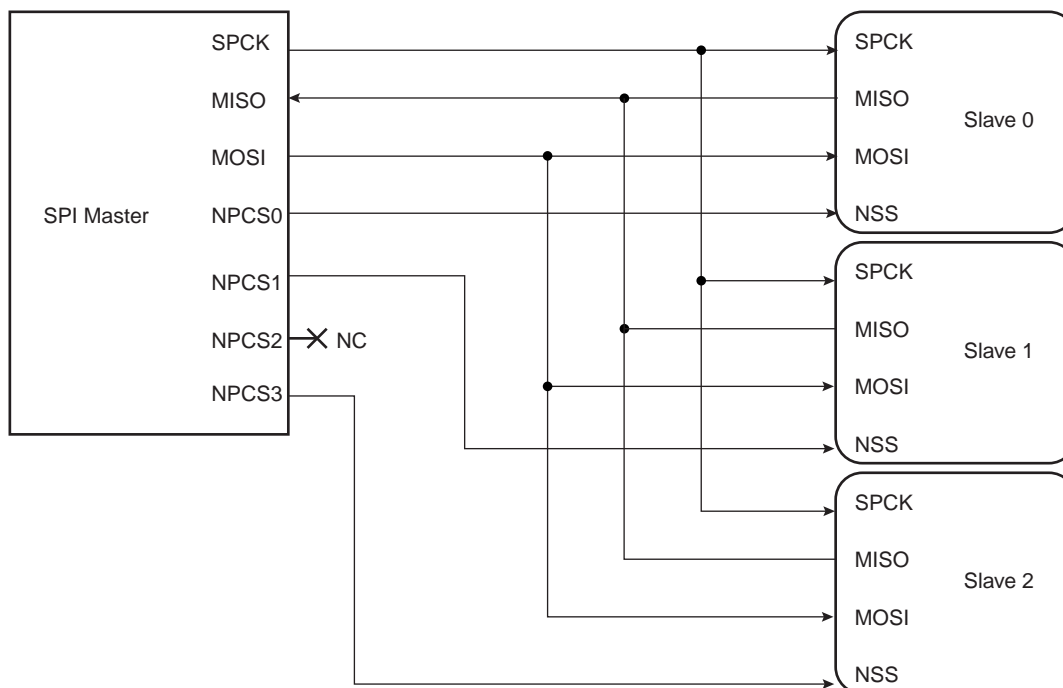 SPI Master
SPCK
MISO
MOSI
NPCS0
NPCS1
NPCS2
NC
NPCS3
SPCK
MISO
Slave 0
MOSI
NSS
SPCK
MISO
Slave 1
MOSI
NSS
SPCK
MISO
Slave 2
MOSI
NSS